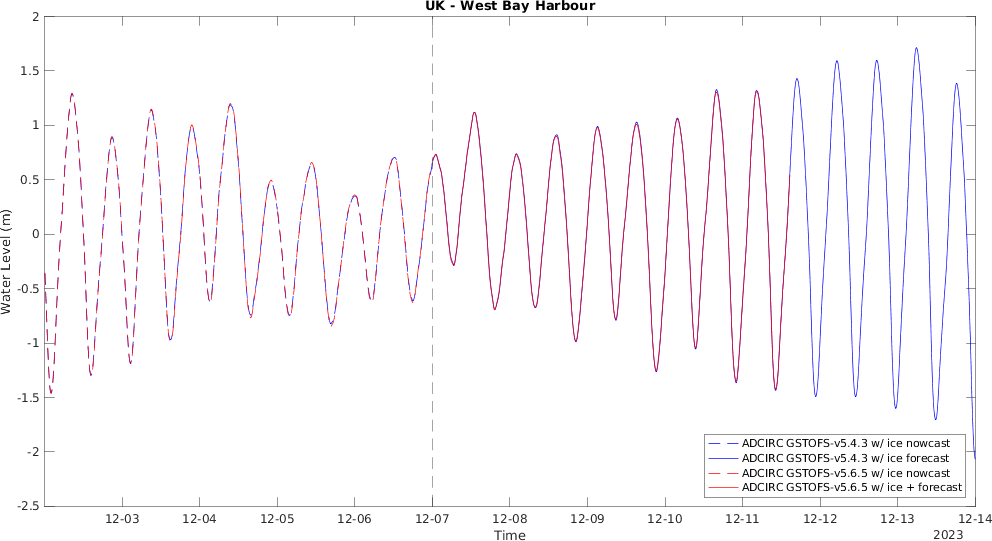 UK - West Bay Harbour
2
1.5
1
0.5
0
-0.5
-1
-1.5
-2
-2.5
Water Level (m)
ADCIRC GSTOFS-v5.4.3 w/ ice nowcast
ADCIRC GSTOFS-v5.4.3 w/ ice forecast
ADCIRC GSTOFS-v5.6.5 w/ ice nowcast
ADCIRC GSTOFS-v5.6.5 w/ ice + forecast
12-03 12-04 12-05 12-06 12-07 12-08 12-09 12-10 12-11 12-12 12-13 12-14
Time
2023